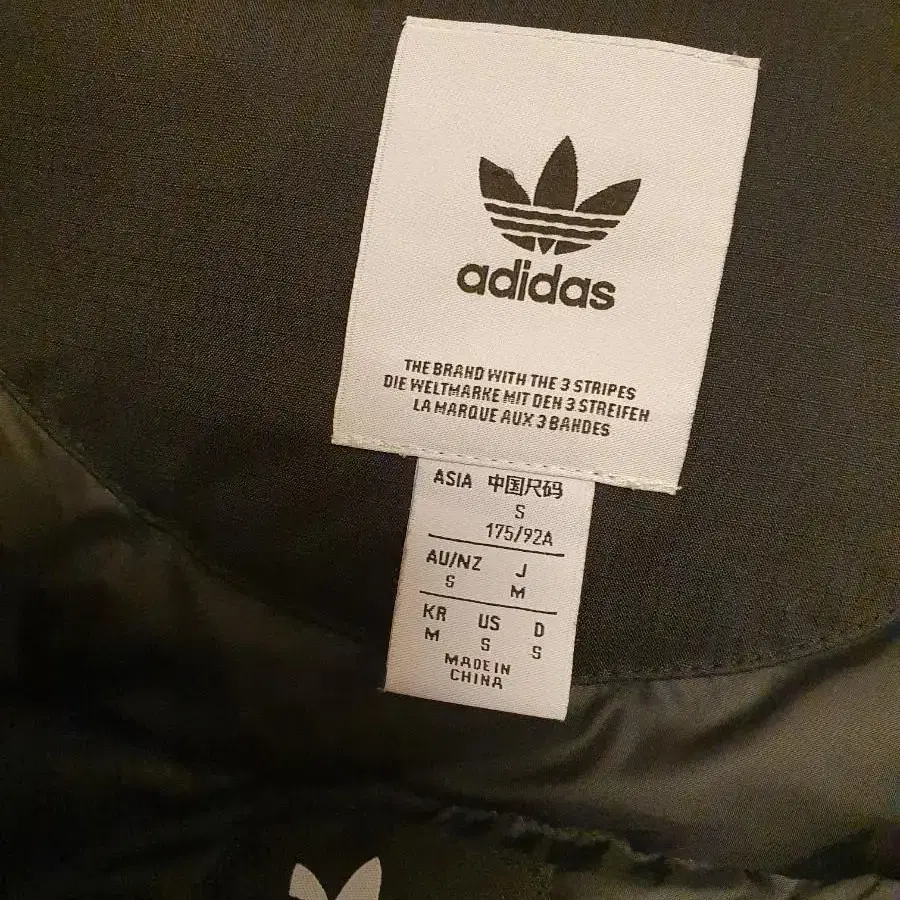 adidas
THE BRAND WITH THE 3 STRIPES
DIE WELTMARKE MIT DEN 3 STREIFEN
LA MARQUE AUX 3 BANDES
ASIA 中国尺码
S
175/92A
AU/NZ J
S M
KR US D
M S S
MADE IN
CHINA